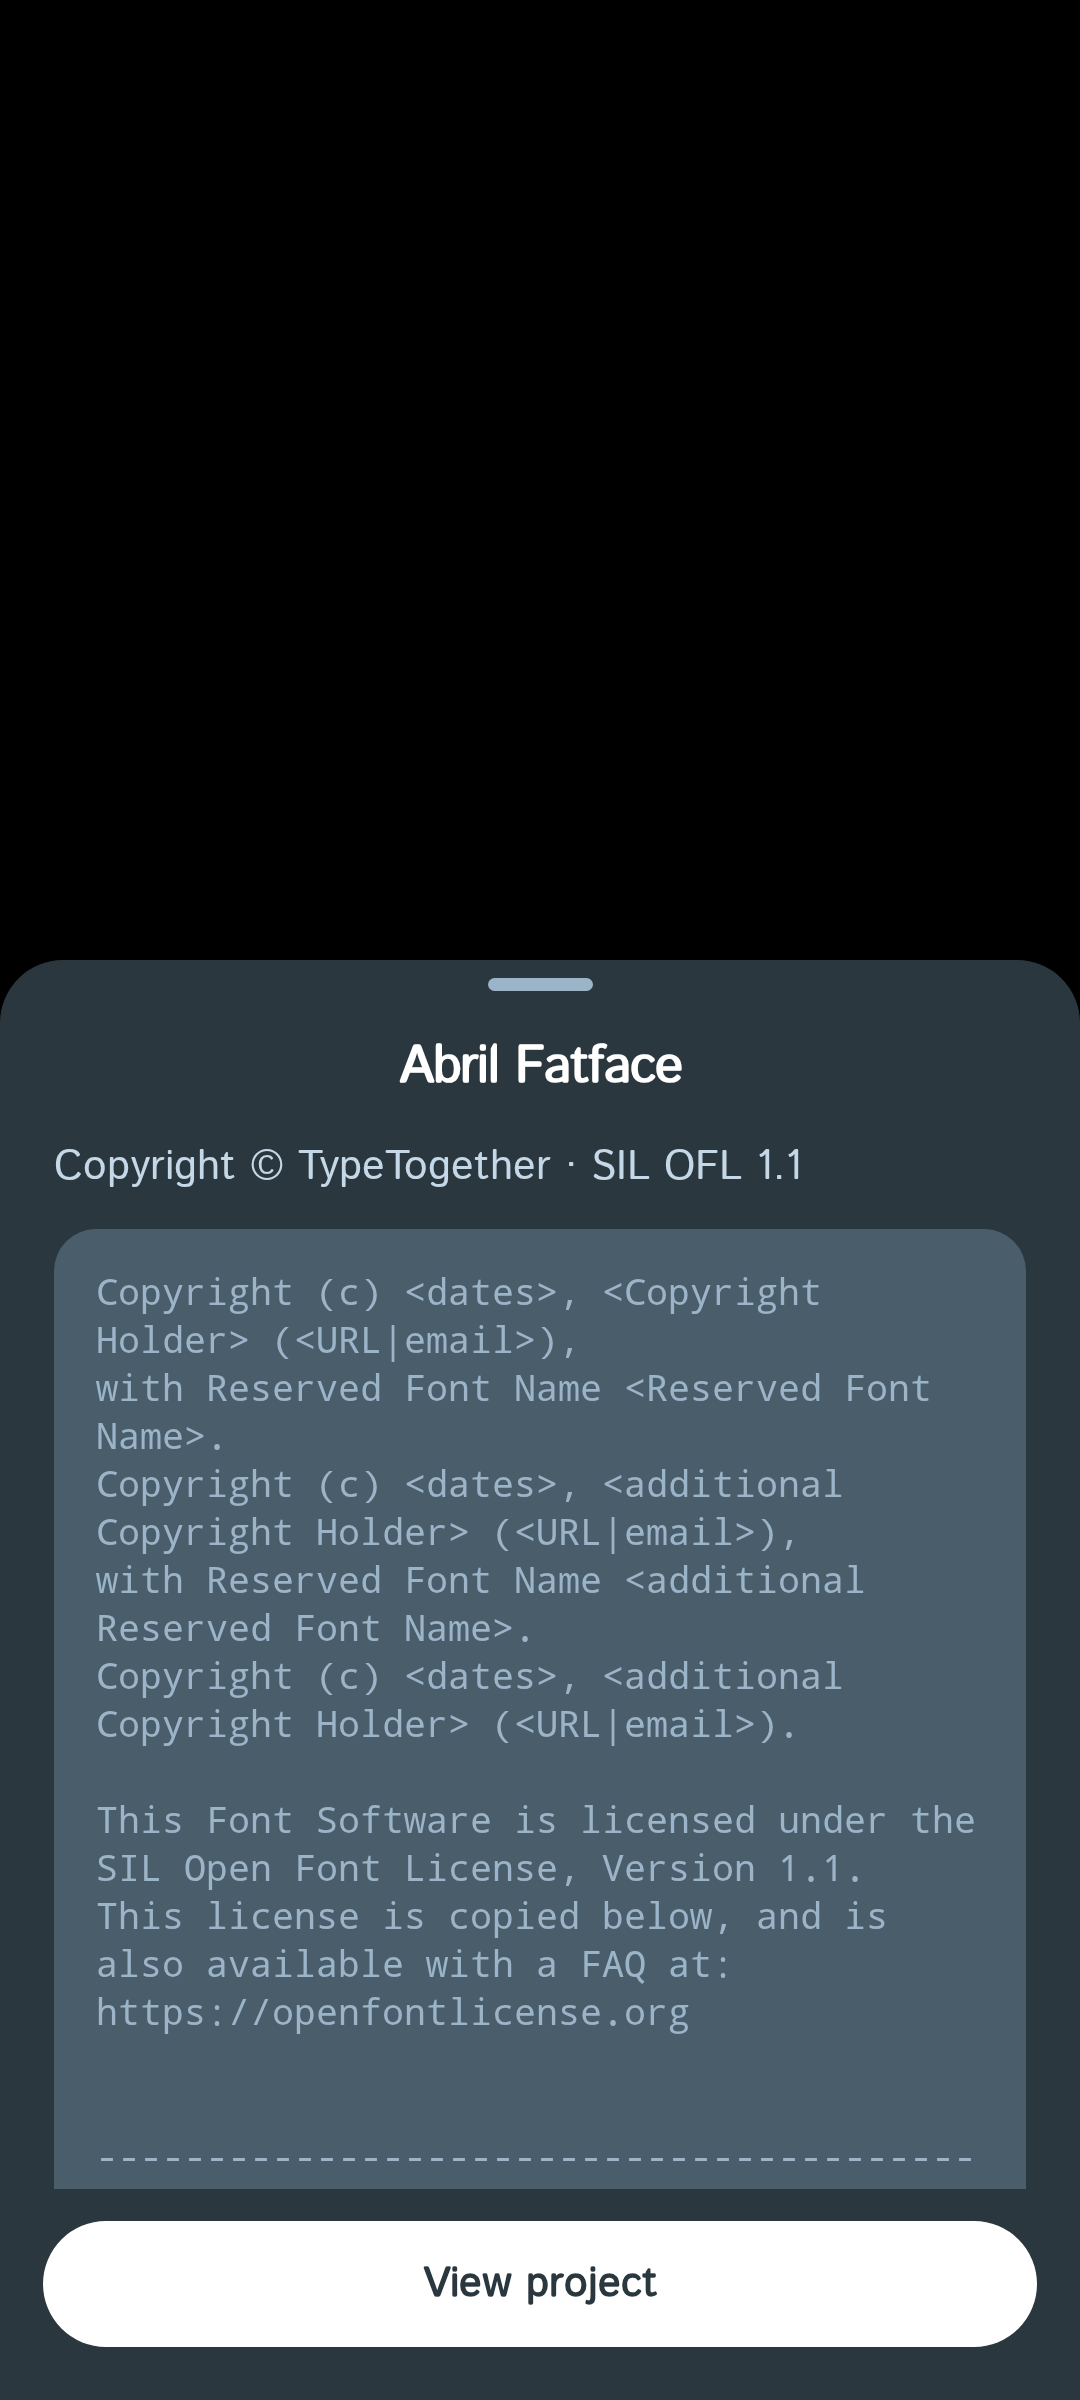 Abril Fatface
Copyright © TypeTogether · SIL OFL 1.1
Copyright (c) <dates>, <Copyright
Holder> (<URL|email>),
with Reserved Font Name <Reserved Font
Name>.
Copyright (c) <dates>, <additional
Copyright Holder> (<URL|email>),
with Reserved Font Name <additional
Reserved Font Name>.
Copyright (c) <dates>, <additional
Copyright Holder> (<URL|email>).
This Font Software is licensed under the
SIL Open Font License, Version 1.1.
This license is copied below, and is
also available with a FAQ at:
https://openfontlicense.org
----------------------------------------
View project